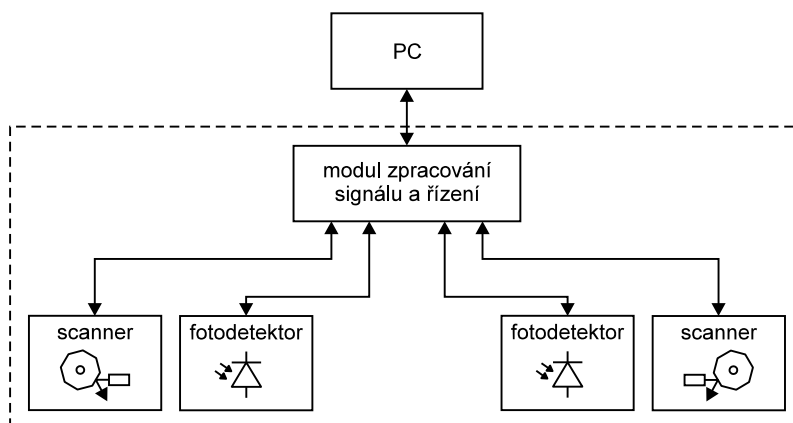 PC
modul zpracování
signálu a řízení
scanner
fotodetektor
fotodetektor
scanner